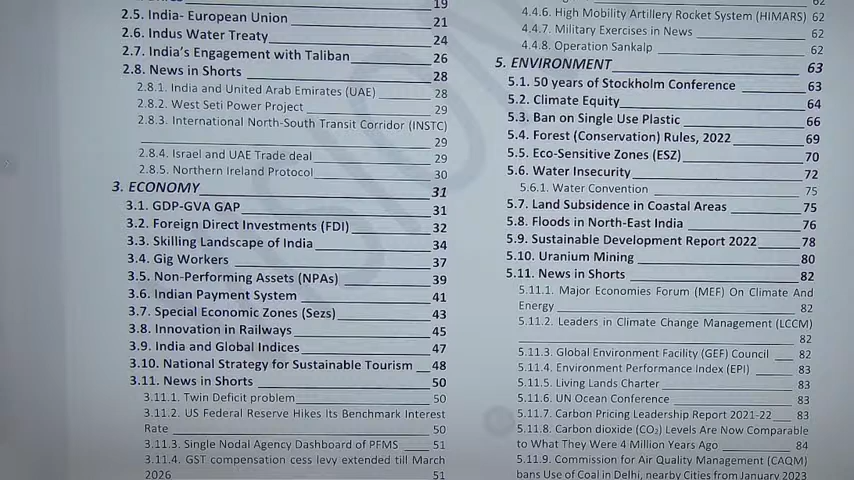 19
2.5. India- European Union 21
2.6. Indus Water Treaty 24
2.7. India's Engagement with Taliban 26
2.8. News in Shorts 28
2.8.1. India and United Arab Emirates (UAE) 28
2.8.2. West Seti Power Project 29
2.8.3. International North-South Transit Corridor (INSTC)
29
2.8.4. Israel and UAE Trade deal 29
2.8.5. Northern Ireland Protocol 30
3. ECONOMY 31
3.1. GDP-GVA GAP 31
3.2. Foreign Direct Investments (FDI) 32
3.3. Skilling Landscape of India 34
3.4. Gig Workers 37
3.5. Non-Performing Assets (NPAs) 39
3.6. Indian Payment System 41
3.7. Special Economic Zones (Sezs) 43
3.8. Innovation in Railways 45
3.9. India and Global Indices 47
3.10. National Strategy for Sustainable Tourism 48
3.11. News in Shorts 50
3.11.1. Twin Deficit problem 50
3.11.2. US Federal Reserve Hikes Its Benchmark Interest
Rate 50
3.11.3. Single Nodal Agency Dashboard of PFMS 51
3.11.4. GST compensation cess levy extended till March
2026 51
62
4.4.6. High Mobility Artillery Rocket System (HIMARS) 62
4.4.7. Military Exercises in News 62
4.4.8. Operation Sankalp 62
5. ENVIRONMENT 63
5.1. 50 years of Stockholm Conference 63
5.2. Climate Equity 64
5.3. Ban on Single Use Plastic 66
5.4. Forest (Conservation) Rules, 2022 69
5.5. Eco-Sensitive Zones (ESZ) 70
5.6. Water Insecurity 72
5.6.1. Water Convention 75
5.7. Land Subsidence in Coastal Areas 75
5.8. Floods in North-East India 76
5.9. Sustainable Development Report 2022 78
5.10. Uranium Mining 80
5.11. News in Shorts 82
5.11.1. Major Economies Forum (MEF) On Climate And
Energy 82
5.11.2. Leaders in Climate Change Management (LCCM)
82
5.11.3. Global Environment Facility (GEF) Council 82
5.11.4. Environment Performance Index (EPI) 83
5.11.5. Living Lands Charter 83
5.11.6. UN Ocean Conference 83
5.11.7. Carbon Pricing Leadership Report 2021-22 83
5.11.8. Carbon dioxide (CO₂) Levels Are Now Comparable
to What They Were 4 Million Years Ago 84
5.11.9. Commission for Air Quality Management (CAQM)
bans Use of Coal in Delhi, nearby Cities from January 2023